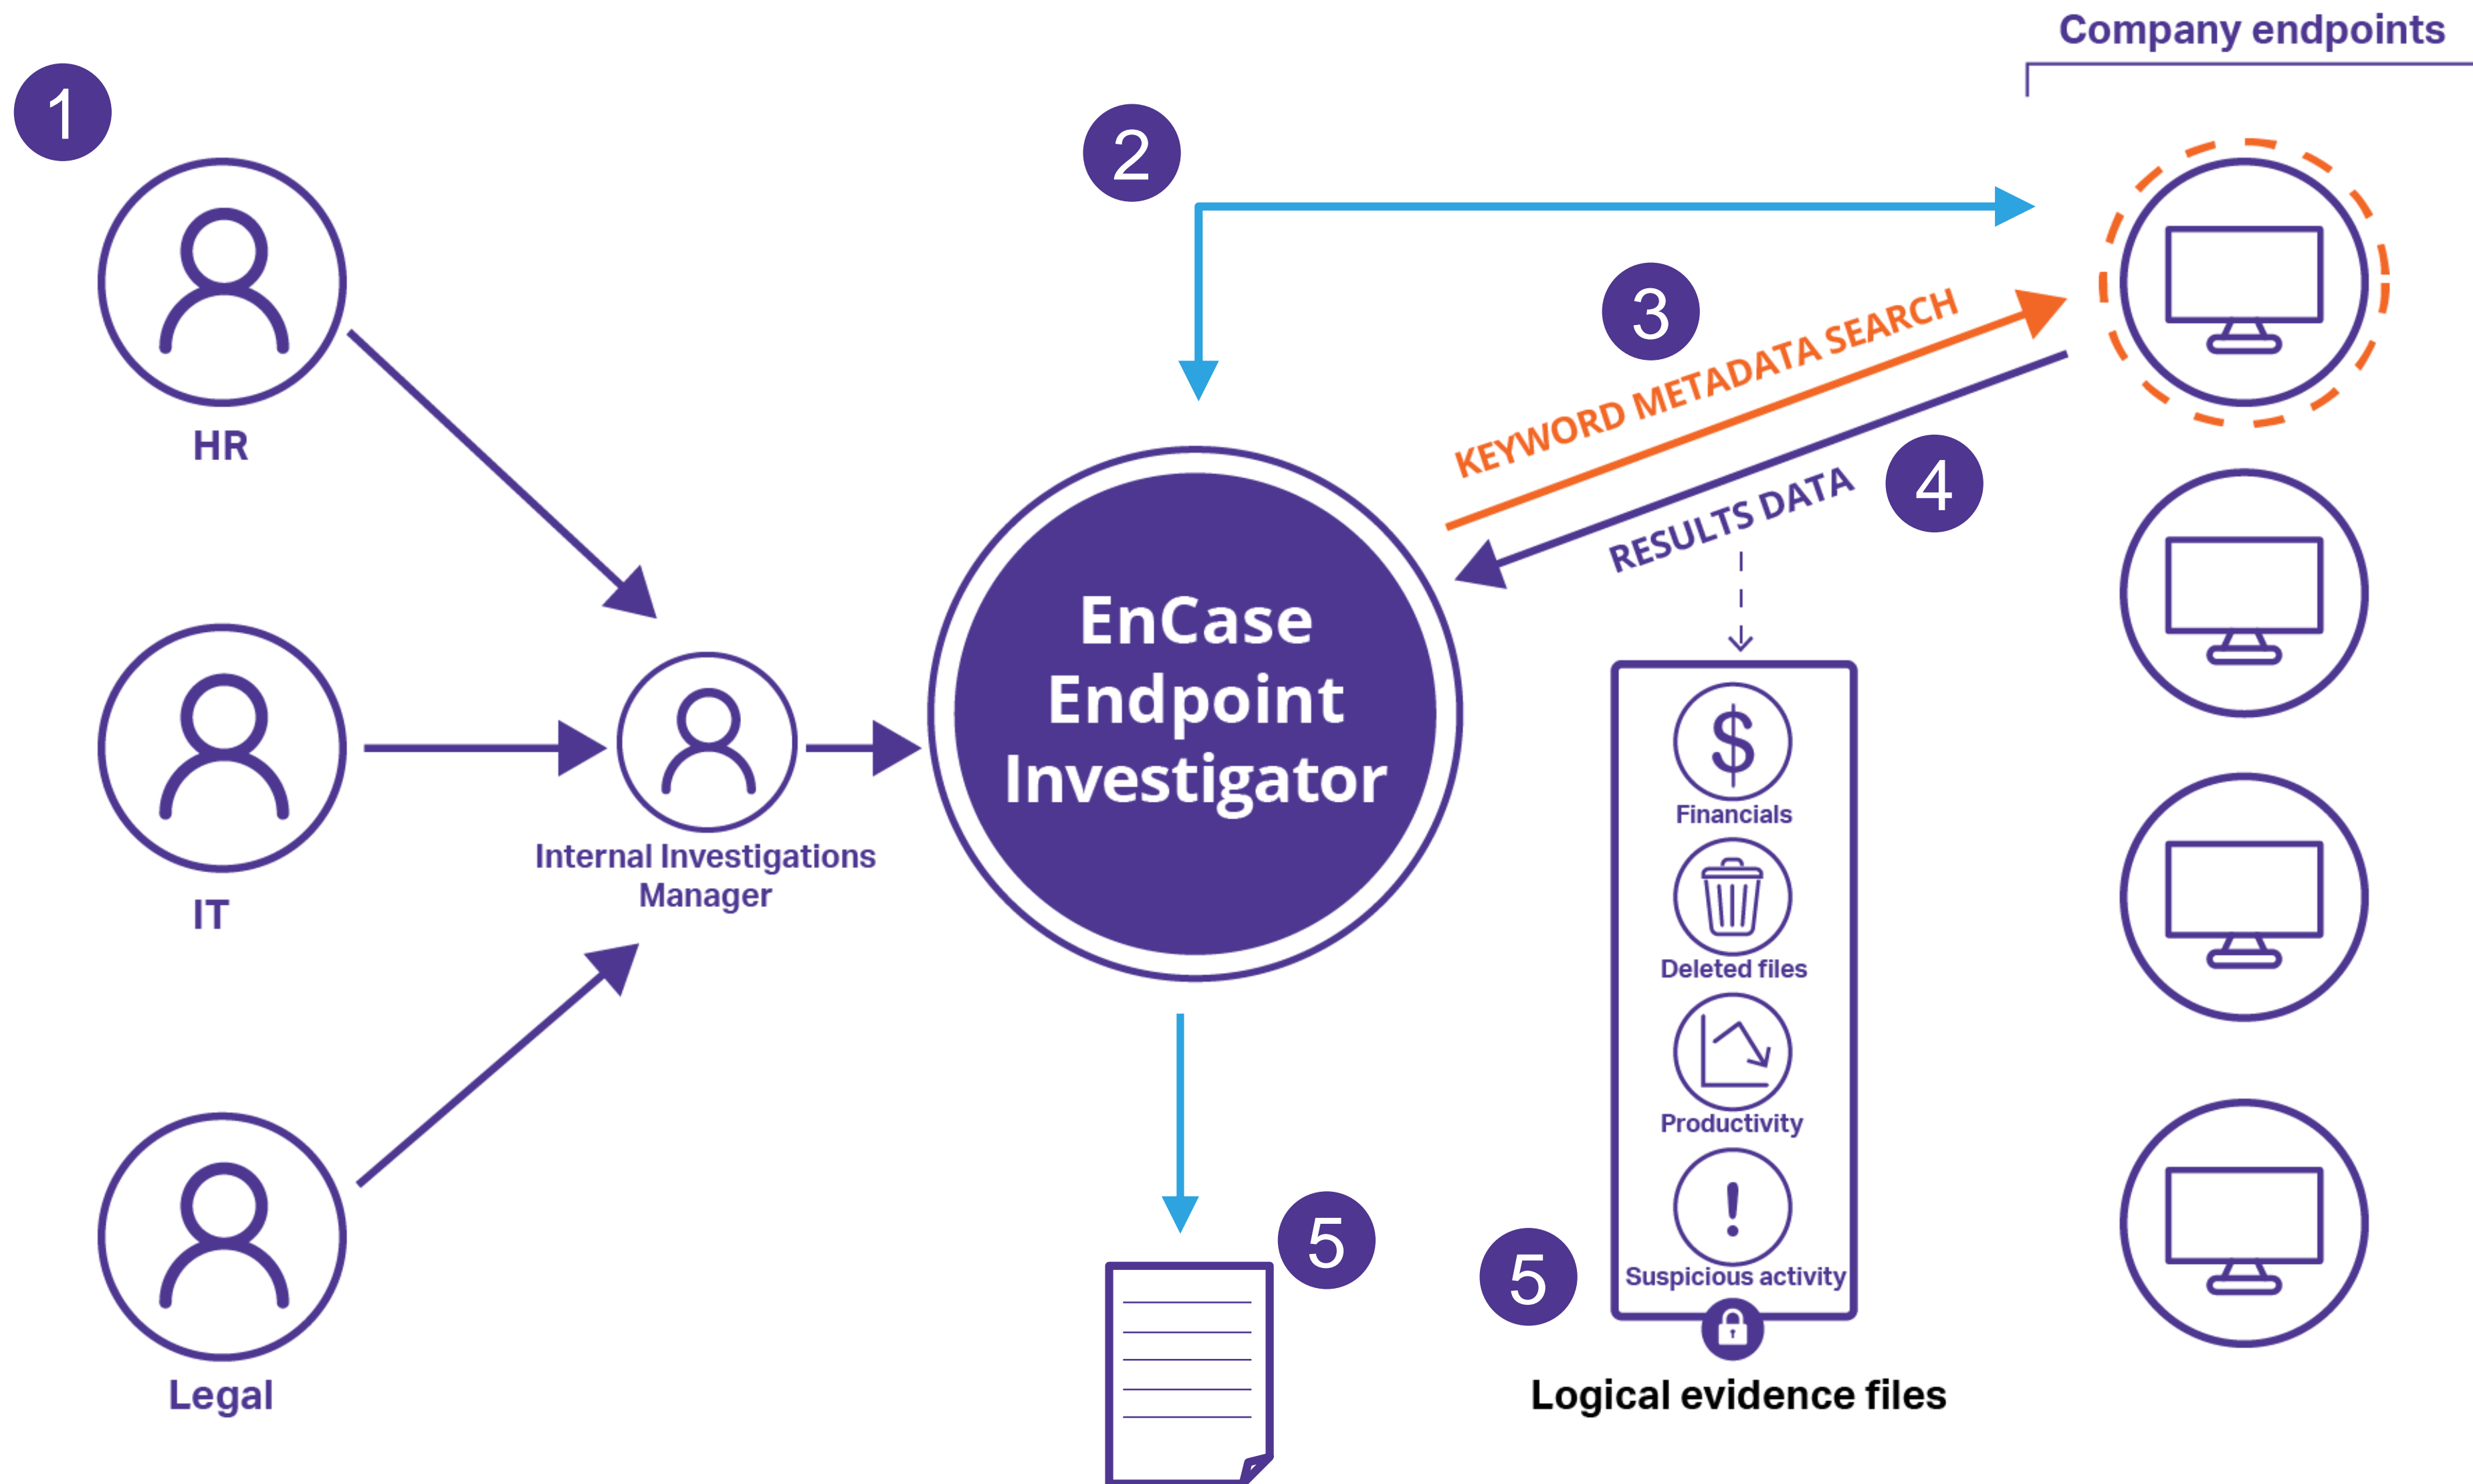 Company endpoints
1
2
HR
3
KEYWORD METADATA SEARCH
4
RESULTS DATA
IT
Internal Investigations
Manager
EnCase
Endpoint
Investigator
$
Financials
Deleted files
Productivity
!
Suspicious activity
5
5
Legal
Logical evidence files